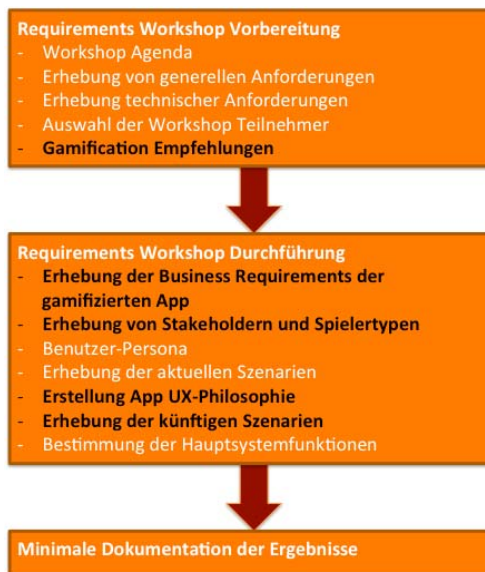 Requirements Workshop Vorbereitung
- Workshop Agenda
- Erhebung von generellen Anforderungen
- Erhebung technischer Anforderungen
- Auswahl der Workshop Teilnehmer
- Gamification Empfehlungen
Requirements Workshop Durchführung
- Erhebung der Business Requirements der
gamifizierten App
- Erhebung von Stakeholdern und Spielertypen
- Benutzer-Persona
- Erhebung der aktuellen Szenarien
- Erstellung App UX-Philosophie
- Erhebung der künftigen Szenarien
- Bestimmung der Hauptsystemfunktionen
Minimale Dokumentation der Ergebnisse